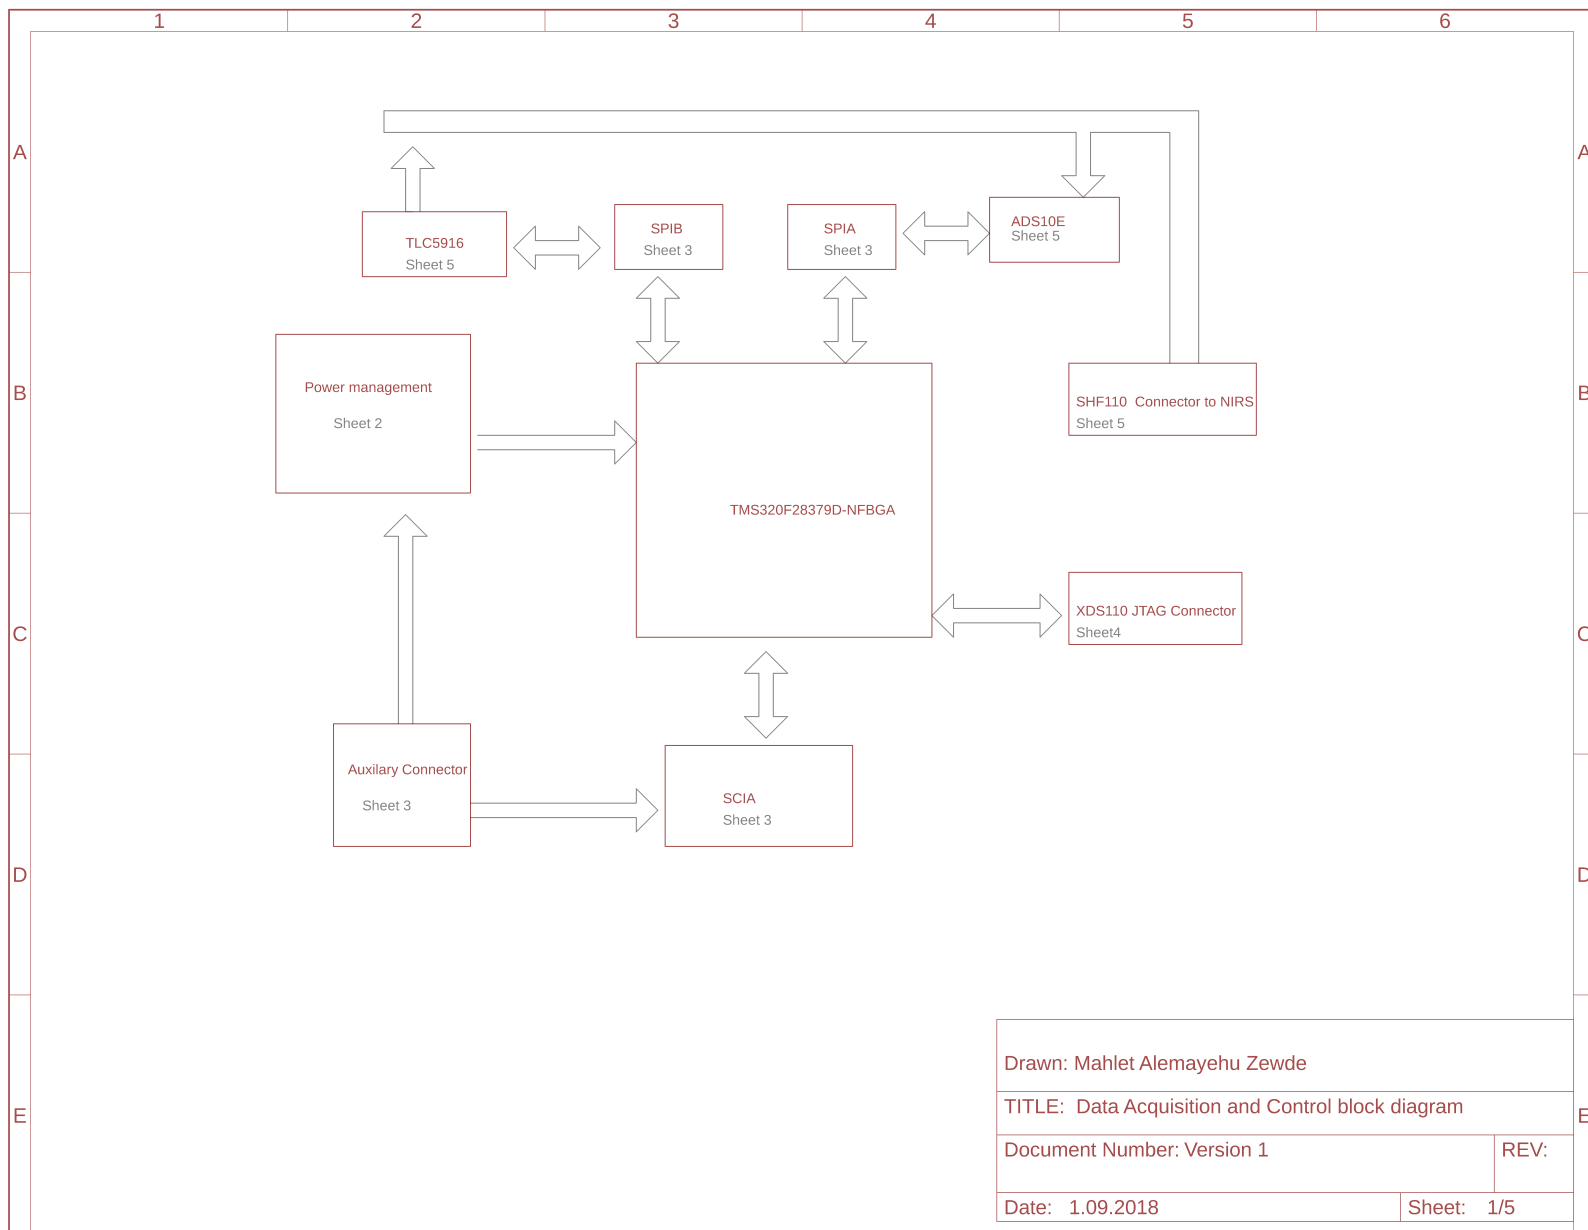 1 2 3 4 5 6
A A
TLC5916
Sheet 5
SPIB
Sheet 3
SPIA
Sheet 3
ADS10E
Sheet 5
B B
Power management
Sheet 2
SHF110 Connector to NIRS
Sheet 5
TMS320F28379D-NFBGA
C C
XDS110 JTAG Connector
Sheet4
Auxilary Connector
Sheet 3
SCIA
Sheet 3
D D
E E
Drawn: Mahlet Alemayehu Zewde
TITLE: Data Acquisition and Control block diagram
Document Number: Version 1 REV:
Date: 1.09.2018 Sheet: 1/5